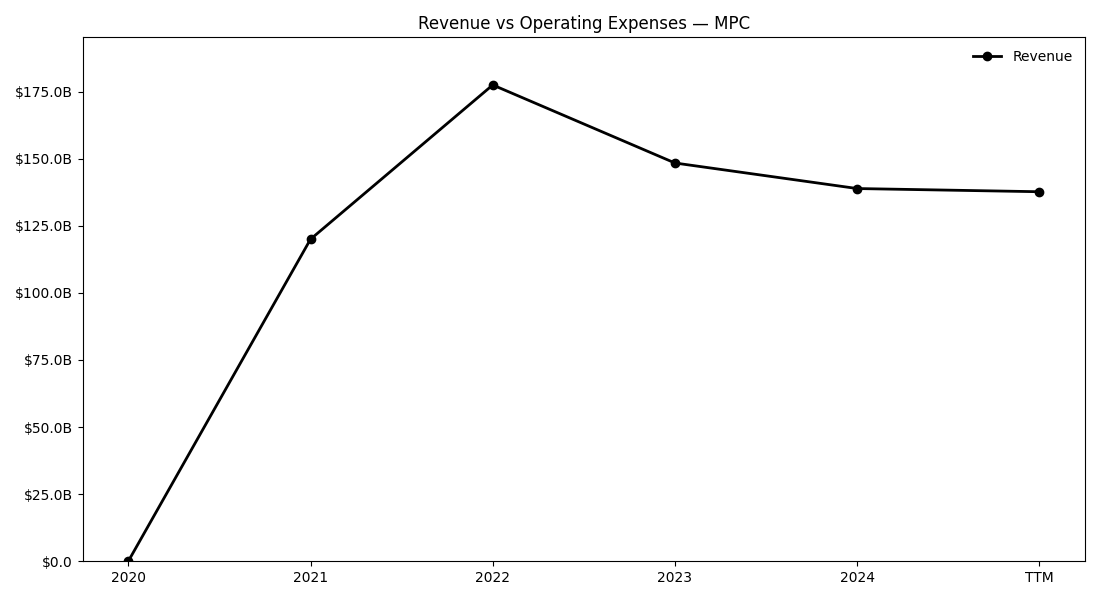 Revenue vs Operating Expenses — MPC
Revenue
$175.0B
$150.0B
$125.0B
$100.0B
$75.0B
$50.0B
$25.0B
$0.0
2020 2021 2022 2023 2024 TTM